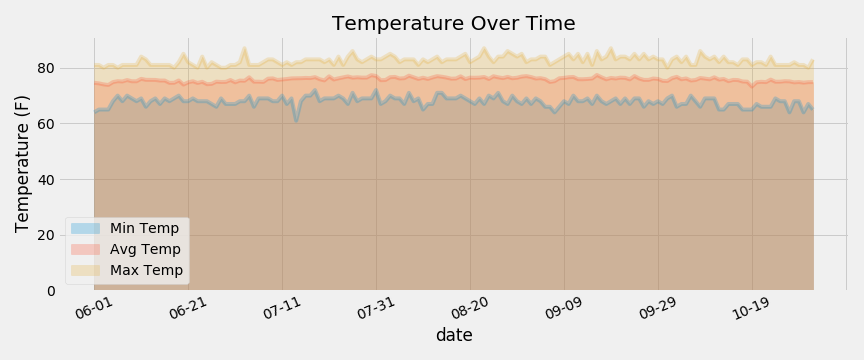 Temperature Over Time
Temperature (F)
80
60
40
20
0
Min Temp
Avg Temp
Max Temp
06-01
06-21
07-11
07-31
08-20
09-09
09-29
10-19
date